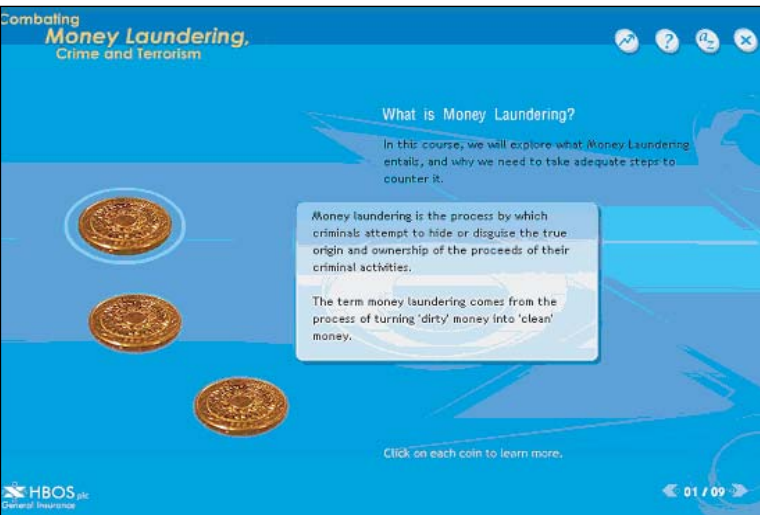 Combating
Money Laundering,
Crime and Terrorism
? a z
What is Money Laundering?
In this course, we will explore what Money Laundering
entails, and why we need to take adequate steps to
counter it.
Money laundering is the process by which
criminals attempt to hide or disguise the true
origin and ownership of the proceeds of their
criminal activities.
The term money laundering comes from the
process of turning 'dirty' money into 'clean'
money.
Click on each coin to learn more.
HBOS plc
General Insurance
01 / 09